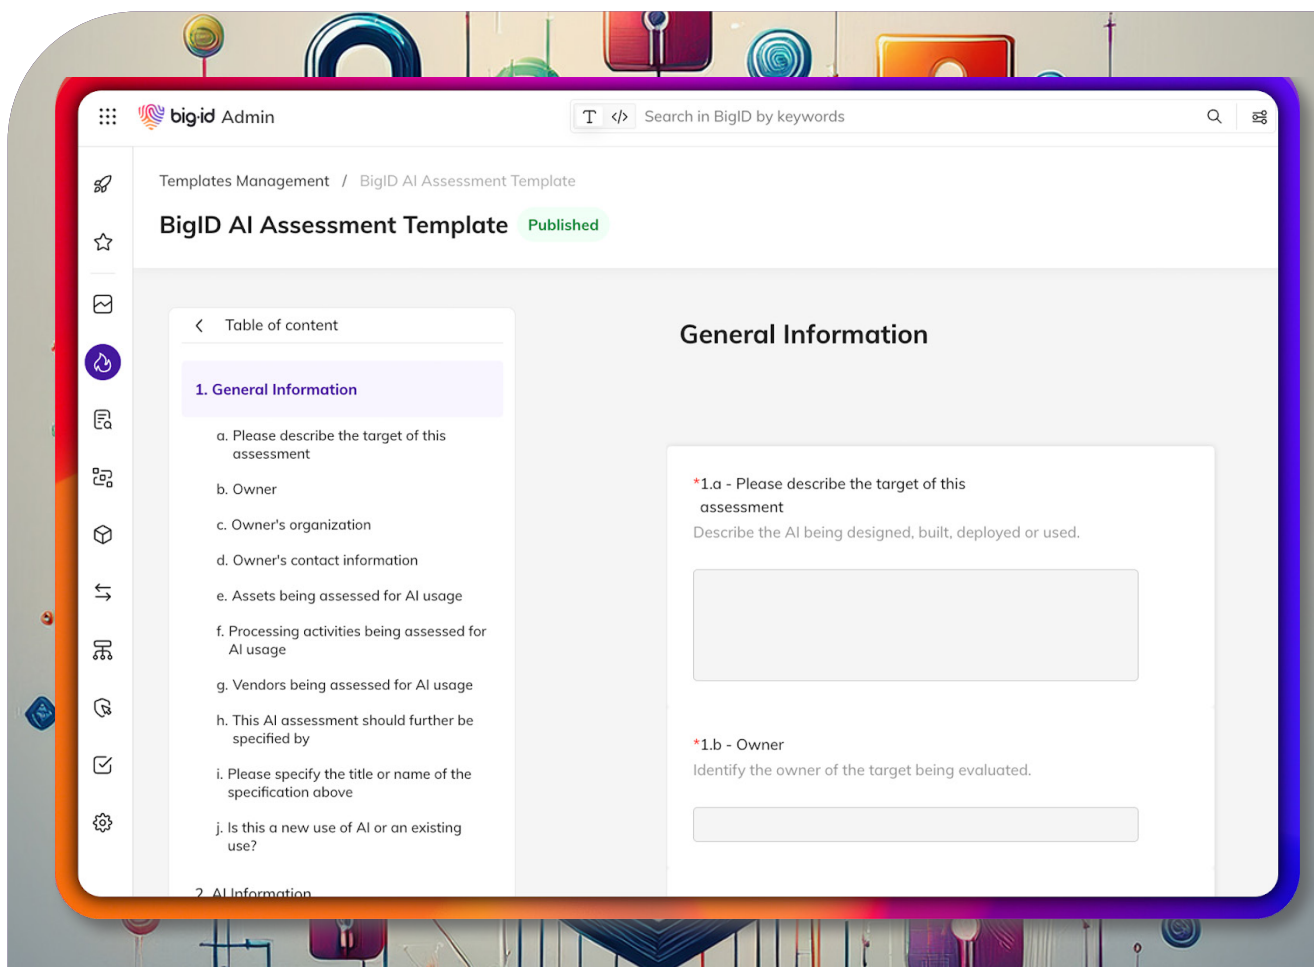 big·id Admin
T </> Search in BigID by keywords
Templates Management / BigID AI Assessment Template
BigID AI Assessment Template Published
Table of content
1. General Information
a. Please describe the target of this
assessment
b. Owner
c. Owner's organization
d. Owner's contact information
e. Assets being assessed for AI usage
f. Processing activities being assessed for
AI usage
g. Vendors being assessed for AI usage
h. This AI assessment should further be
specified by
i. Please specify the title or name of the
specification above
j. Is this a new use of AI or an existing
use?
2. AI Information
General Information
*1.a - Please describe the target of this
assessment
Describe the AI being designed, built, deployed or used.
*1.b - Owner
Identify the owner of the target being evaluated.